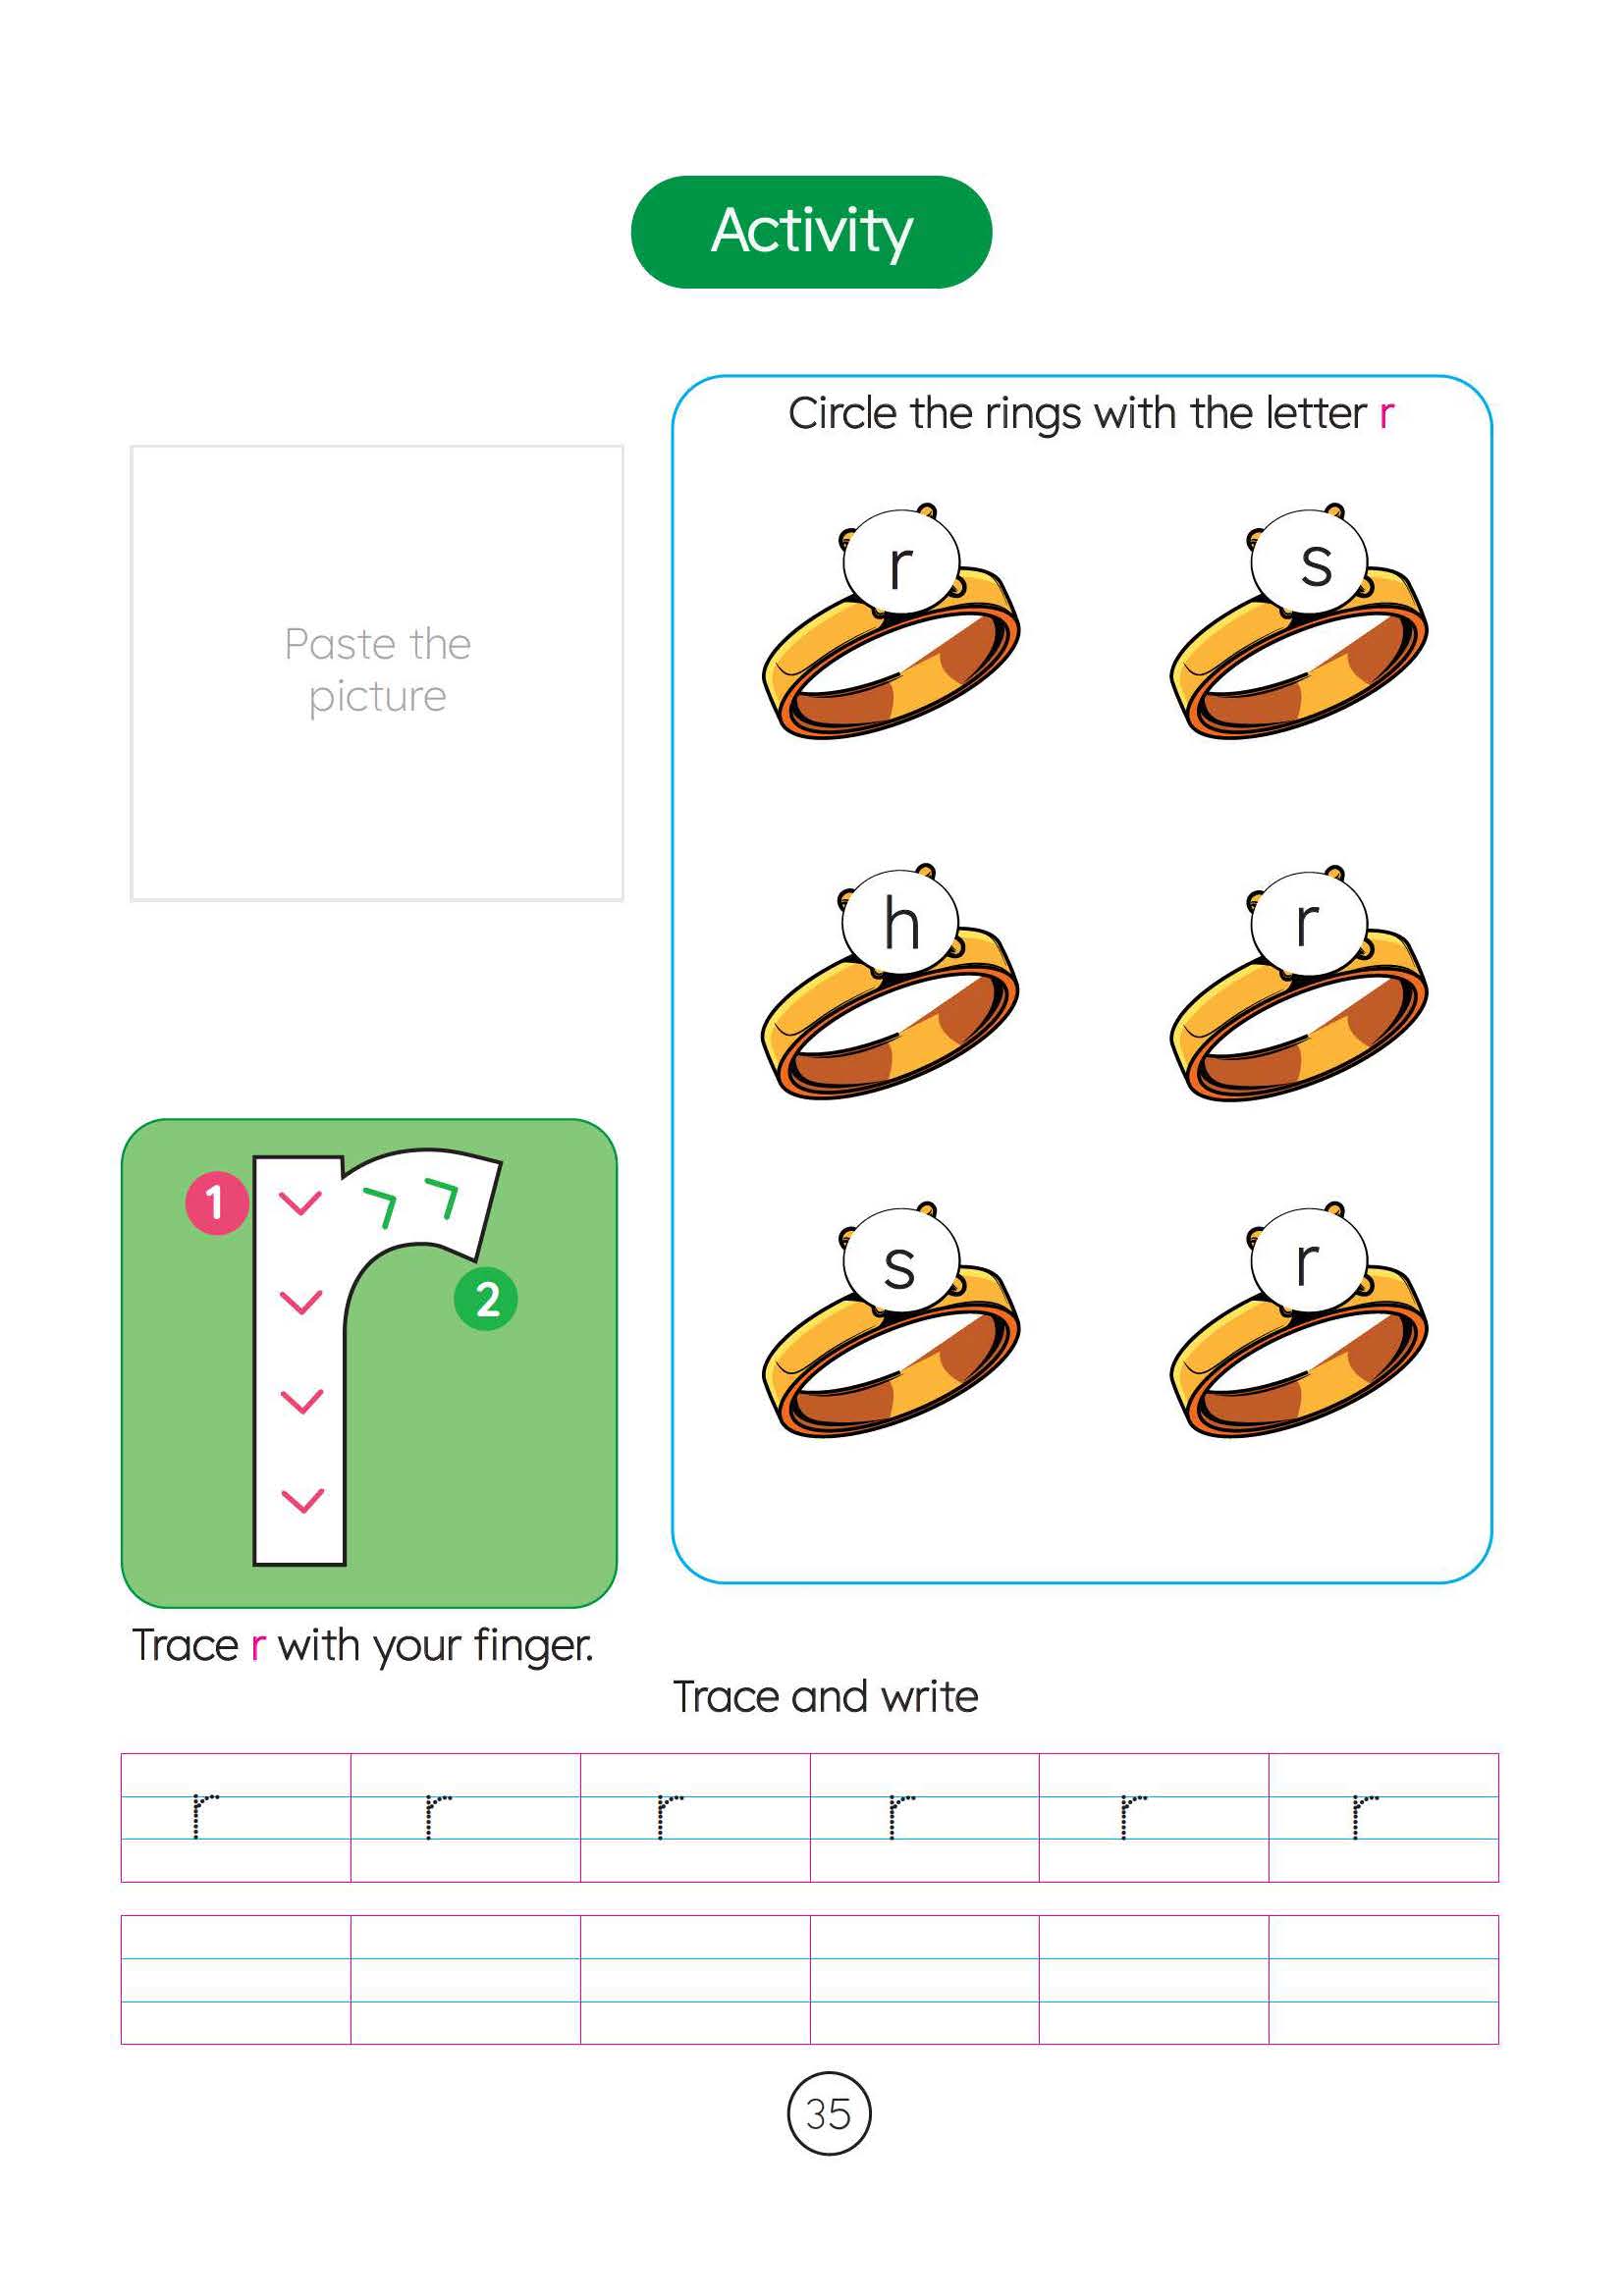 Activity
Circle the rings with the letter r
Paste the
picture
r
s
h
r
s
r
1
2
Trace r with your finger.
Trace and write
r r r r r r
35